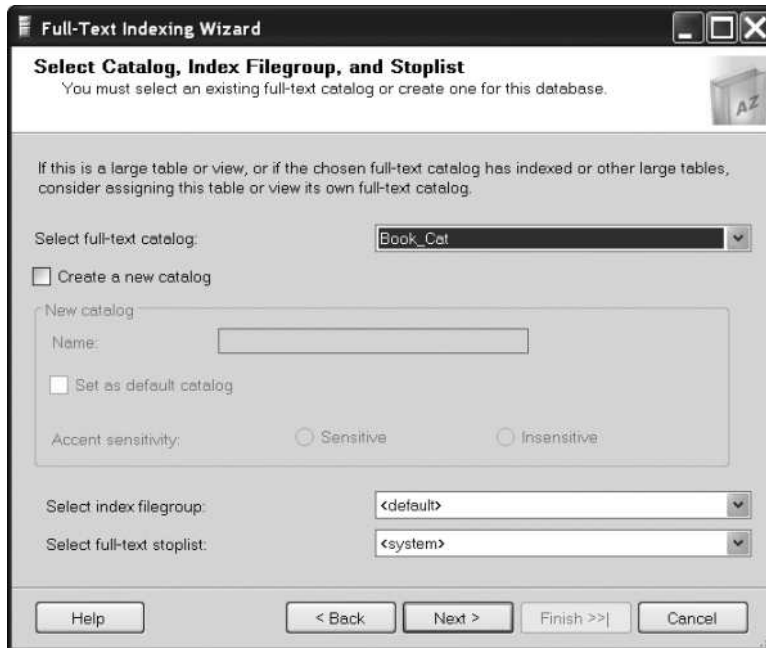 Full-Text Indexing Wizard
Select Catalog, Index Filegroup, and Stoplist
You must select an existing full-text catalog or create one for this database.
AZ
If this is a large table or view, or if the chosen full-text catalog has indexed or other large tables,
consider assigning this table or view its own full-text catalog.
Select full-text catalog: Book_Cat
Create a new catalog
New catalog
Name:
Set as default catalog
Accent sensitivity: Sensitive Insensitive
Select index filegroup: <default>
Select full-text stoplist: <system>
Help < Back Next > Finish >>| Cancel